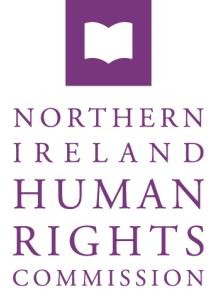 NORTHERN
IRELAND
HUMAN
RIGHTS
COMMISSION